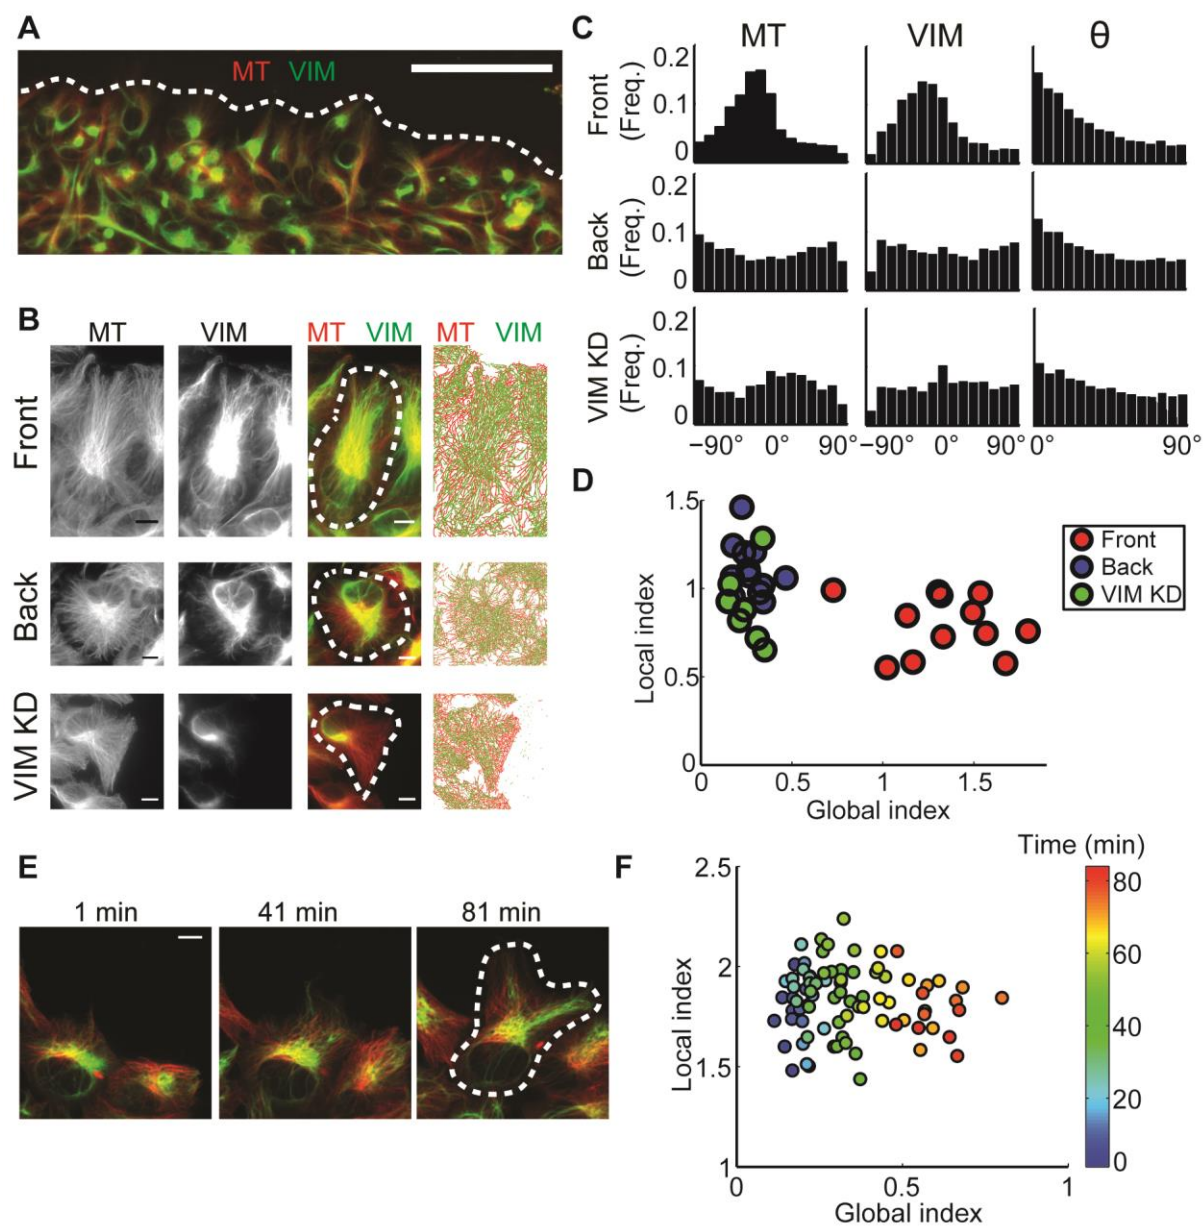 A
MT VIM
B
MT VIM MT VIM MT VIM
Front
Back
VIM KD
C
MT VIM θ
Front
(Freq.)
0.2
0.1
0
Back
(Freq.)
0.2
0.1
0
VIM KD
(Freq.)
0.2
0.1
0
−90° 0° 90° −90° 0° 90° 0° 90°
D
1.5
1
0.5
0
Local index
0 0.5 1 1.5
Global index
Front
Back
VIM KD
E
1 min 41 min 81 min
F
Time (min)
2.5
2
1.5
1
Local index
0 0.5 1
Global index
80
60
40
20
0